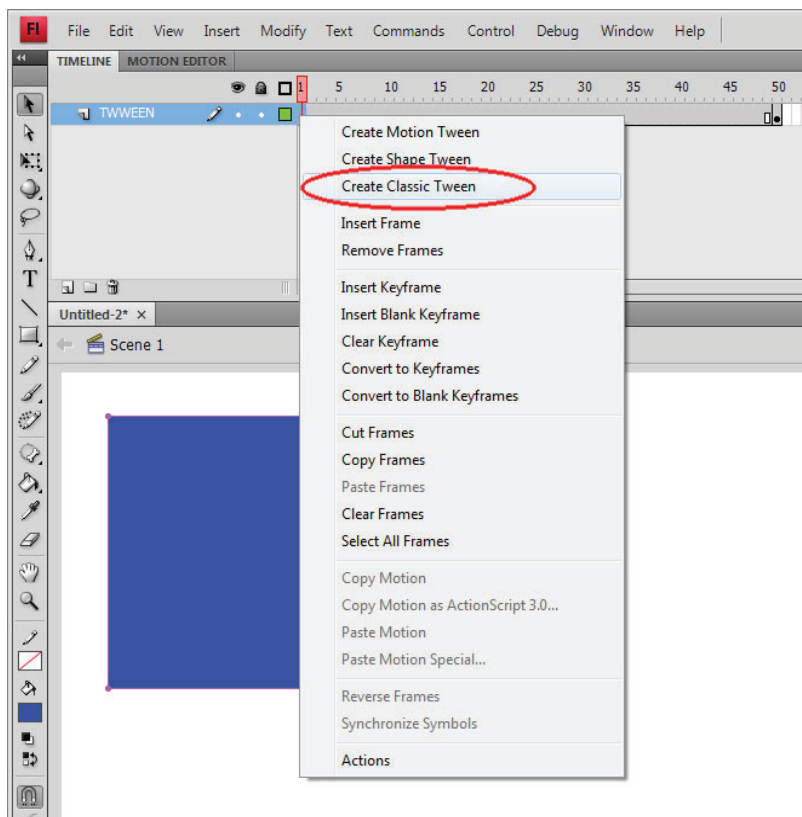 Fl File Edit View Insert Modify Text Commands Control Debug Window Help
TIMELINE MOTION EDITOR
1 5 10 15 20 25 30 35 40 45 50
TWWEEN
Create Motion Tween
Create Shape Tween
Create Classic Tween
Insert Frame
Remove Frames
Insert Keyframe
Insert Blank Keyframe
Clear Keyframe
Convert to Keyframes
Convert to Blank Keyframes
Cut Frames
Copy Frames
Paste Frames
Clear Frames
Select All Frames
Copy Motion
Copy Motion as ActionScript 3.0...
Paste Motion
Paste Motion Special...
Reverse Frames
Synchronize Symbols
Actions
T
Untitled-2* ×
Scene 1